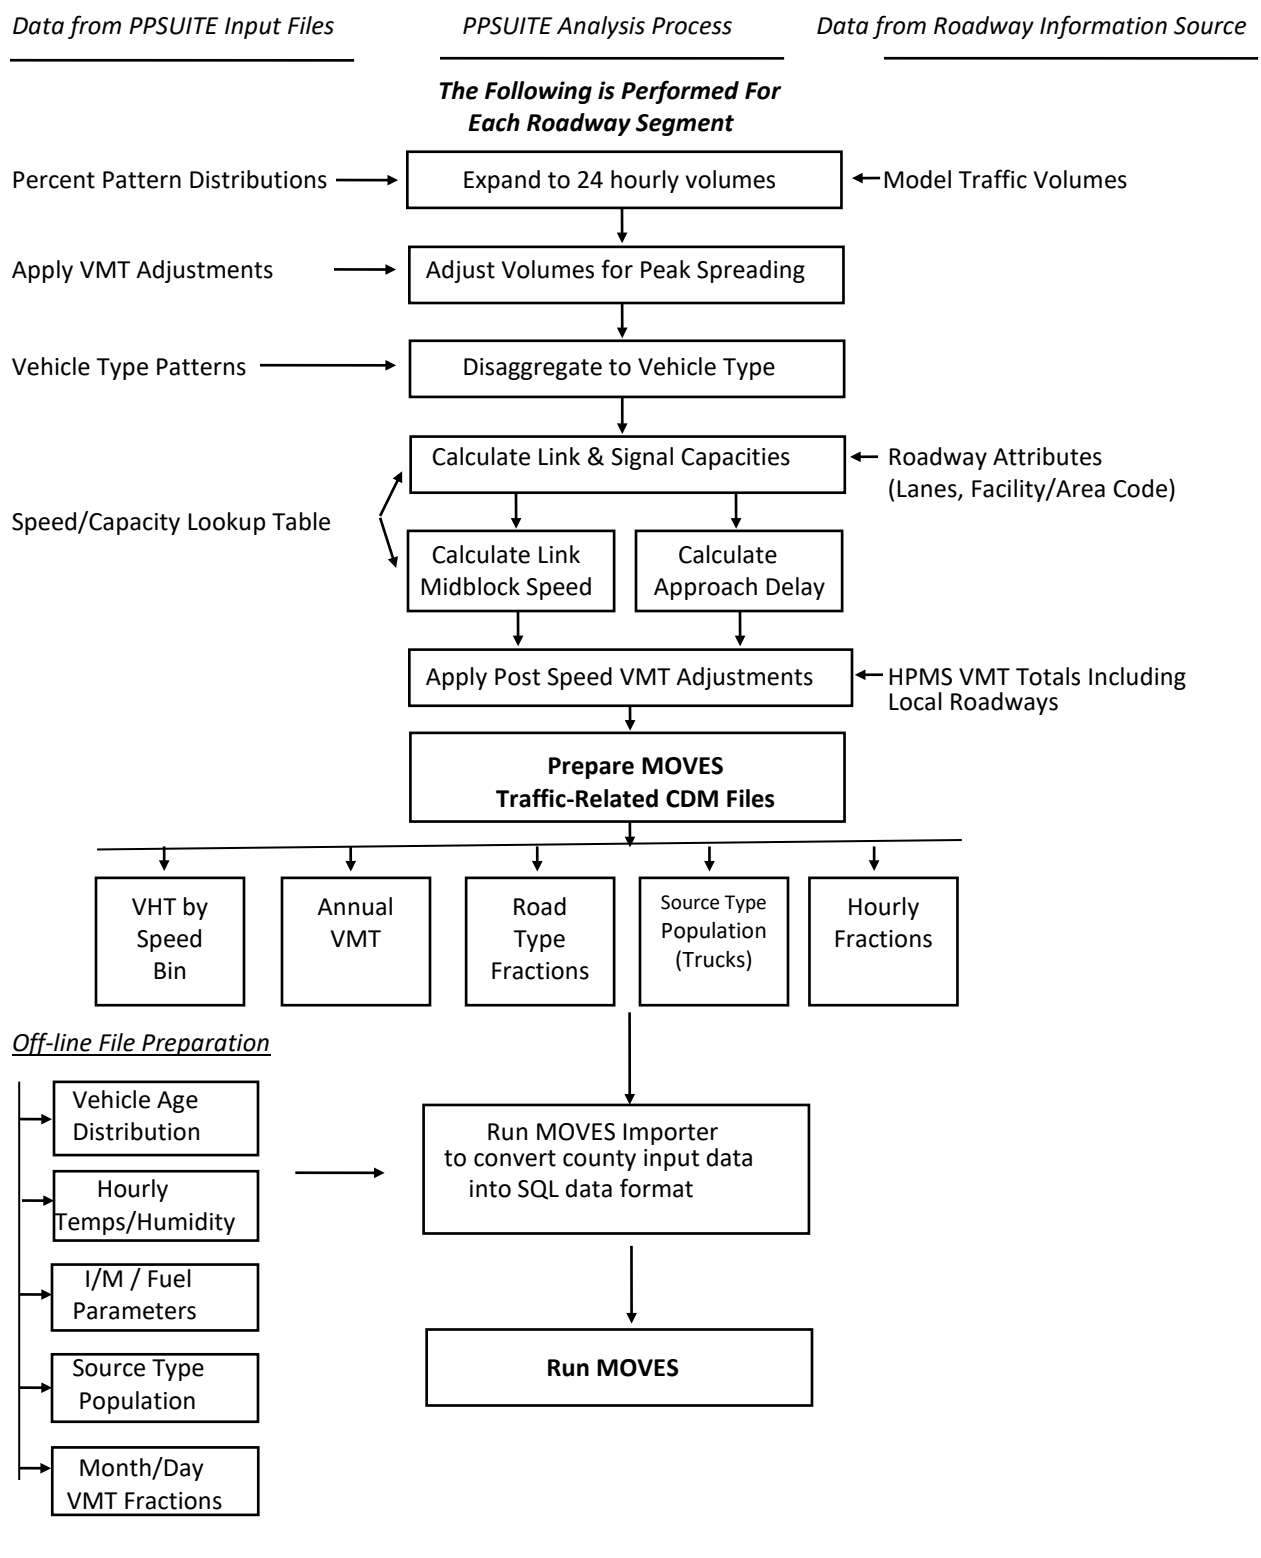 Data from PPSUITE Input Files
PPSUITE Analysis Process
Data from Roadway Information Source
The Following is Performed For
Each Roadway Segment
Percent Pattern Distributions
Expand to 24 hourly volumes
Model Traffic Volumes
Apply VMT Adjustments
Adjust Volumes for Peak Spreading
Vehicle Type Patterns
Disaggregate to Vehicle Type
Calculate Link & Signal Capacities
Roadway Attributes
(Lanes, Facility/Area Code)
Speed/Capacity Lookup Table
Calculate Link
Midblock Speed
Calculate
Approach Delay
Apply Post Speed VMT Adjustments
HPMS VMT Totals Including
Local Roadways
Prepare MOVES
Traffic-Related CDM Files
VHT by
Speed
Bin
Annual
VMT
Road
Type
Fractions
Source Type
Population
(Trucks)
Hourly
Fractions
Off-line File Preparation
Vehicle Age
Distribution
Hourly
Temps/Humidity
I/M / Fuel
Parameters
Source Type
Population
Month/Day
VMT Fractions
Run MOVES Importer
to convert county input data
into SQL data format
Run MOVES